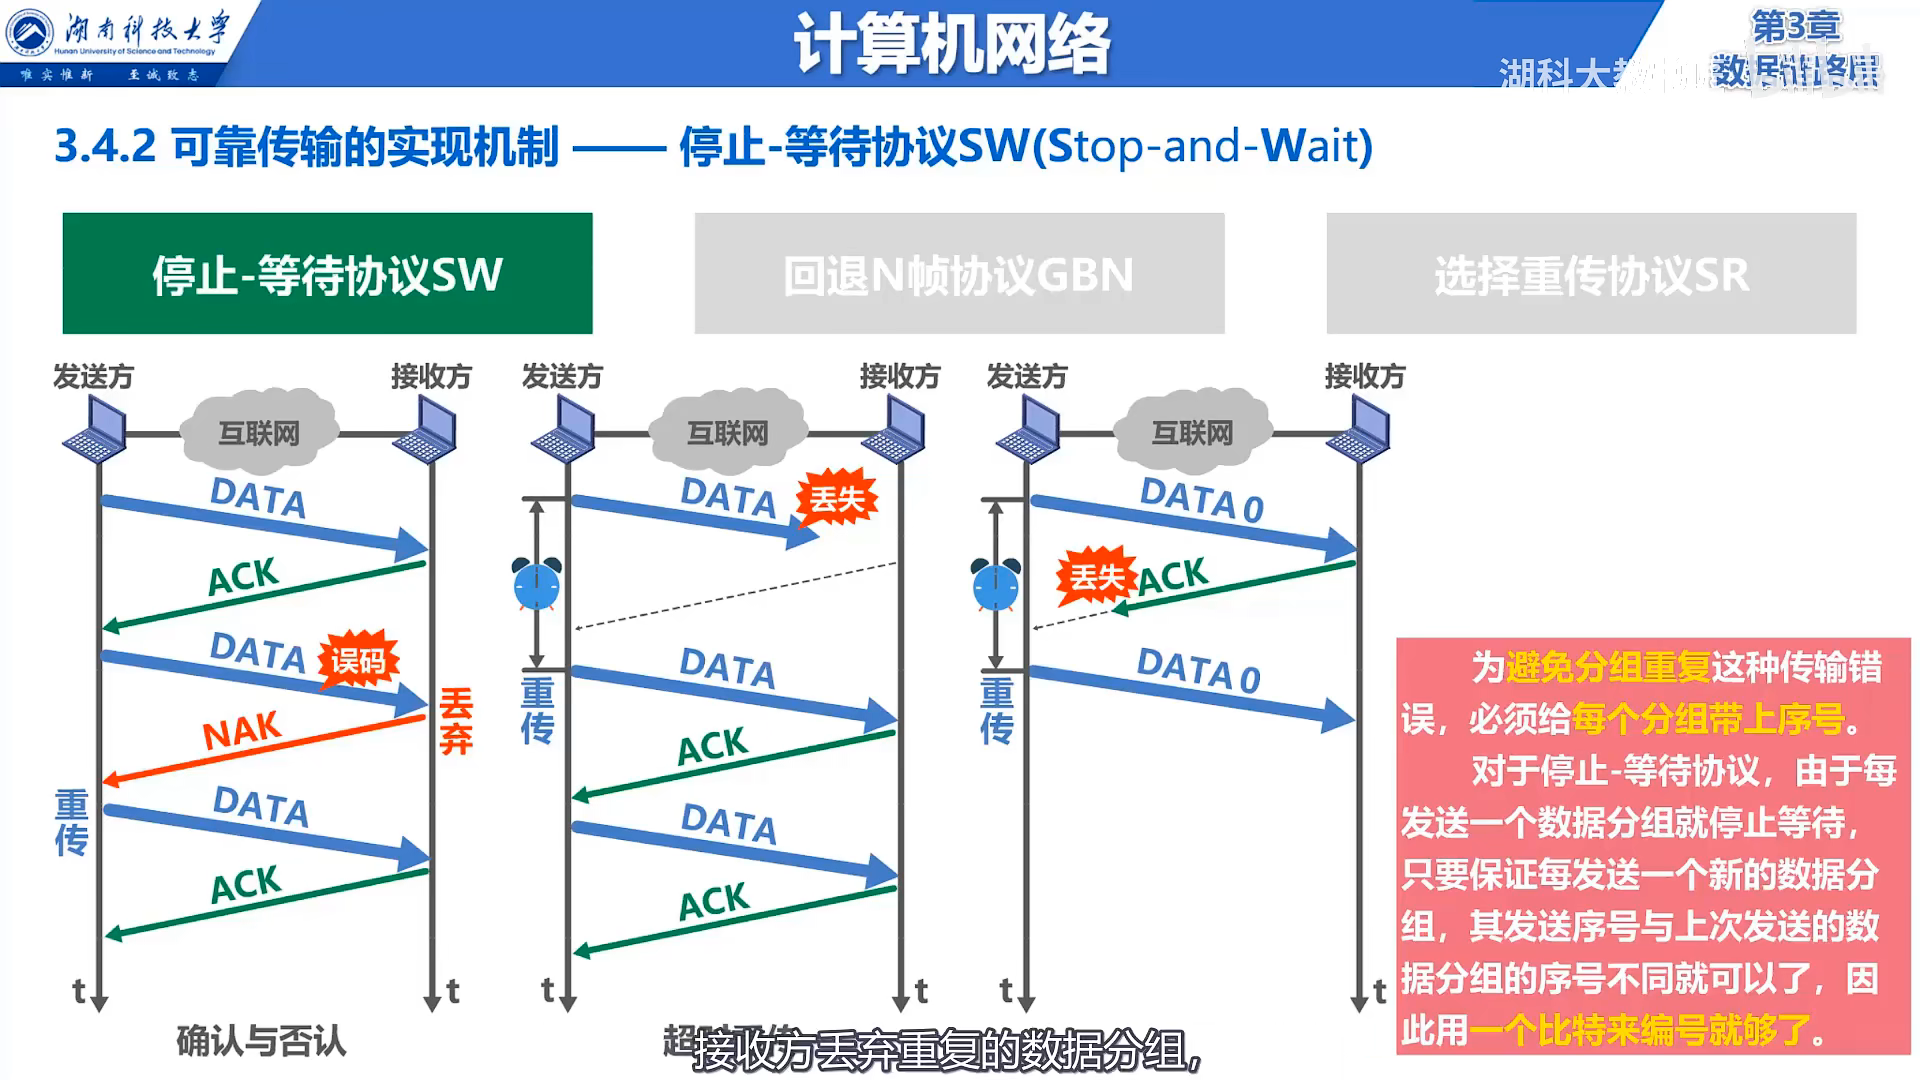 湖南科技大学
Hunan University of Science and Technology
唯实惟新 至诚致志
计算机网络
第3章
数据链路层
湖科大教
3.4.2 可靠传输的实现机制 —— 停止-等待协议SW(Stop-and-Wait)
停止-等待协议SW
回退N帧协议GBN
选择重传协议SR
发送方
接收方
互联网
DATA
ACK
DATA
误码
丢弃
NAK
重传
DATA
ACK
t
t
确认与否认
发送方
接收方
互联网
DATA
丢失
重传
DATA
ACK
DATA
ACK
t
t
发送方
接收方
互联网
DATA 0
丢失
ACK
重传
DATA 0
t
t
为避免分组重复这种传输错
误，必须给每个分组带上序号。
对于停止-等待协议，由于每
发送一个数据分组就停止等待，
只要保证每发送一个新的数据分
组，其发送序号与上次发送的数
据分组的序号不同就可以了，因
此用一个比特来编号就够了。
接收方丢弃重复的数据分组，